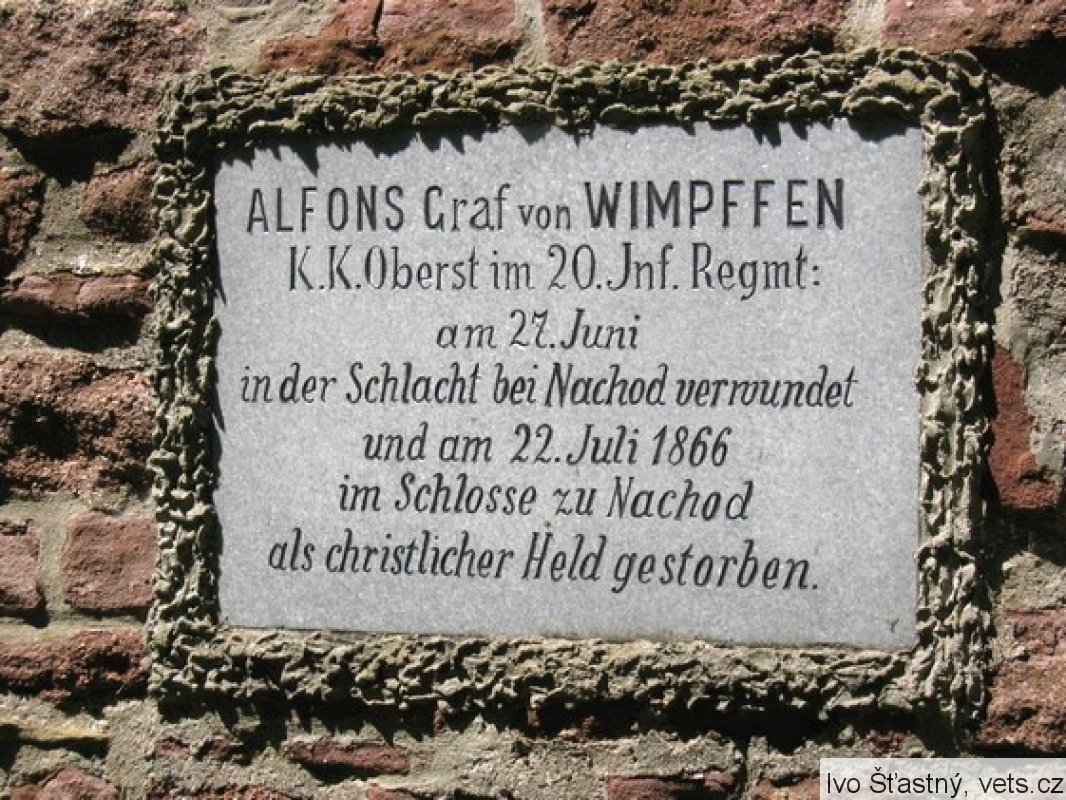 ALFONS Graf von WIMPFFEN
K.K. Oberst im 20. Jnf. Regmt:
am 27. Juni
in der Schlacht bei Nachod verwundet
und am 22. Juli 1866
im Schlosse zu Nachod
als christlicher Held gestorben.
Ivo Šťastný, vets.cz